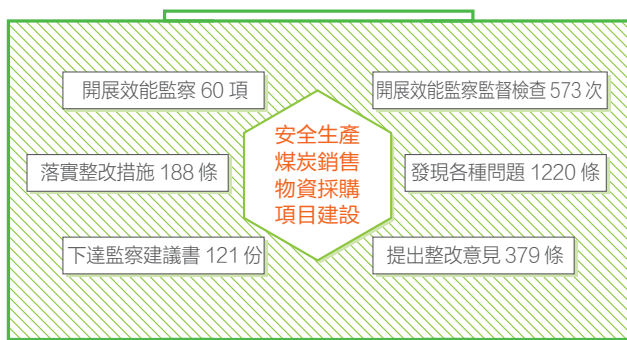 開展效能監察 60 項
開展效能監察監督檢查 573 次
安全生產
煤炭銷售
物資採購
項目建設
落實整改措施 188 條
發現各種問題 1220 條
下達監察建議書 121 份
提出整改意見 379 條